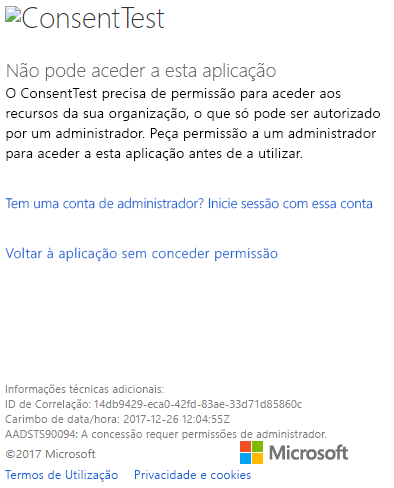 ConsentTest
Não pode aceder a esta aplicação
O ConsentTest precisa de permissão para aceder aos
recursos da sua organização, o que só pode ser autorizado
por um administrador. Peça permissão a um administrador
para aceder a esta aplicação antes de a utilizar.
Tem uma conta de administrador? Inicie sessão com essa conta
Voltar à aplicação sem conceder permissão
Informações técnicas adicionais:
ID de Correlação: 14db9429-eca0-42fd-83ae-33d71d85860c
Carimbo de data/hora: 2017-12-26 12:04:55Z
AADSTS90094: A concessão requer permissões de administrador.
©2017 Microsoft
Microsoft
Termos de Utilização Privacidade e cookies